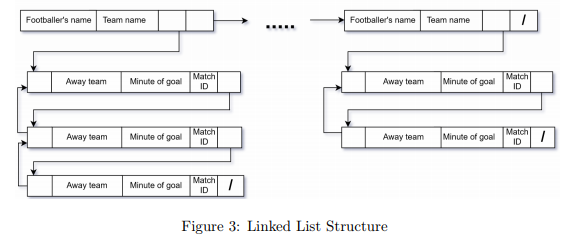 Footballer's name Team name ..... Footballer's name Team name /
Away team Minute of goal Match ID Away team Minute of goal Match ID
Away team Minute of goal Match ID Away team Minute of goal Match ID /
Away team Minute of goal Match ID /
Figure 3: Linked List Structure